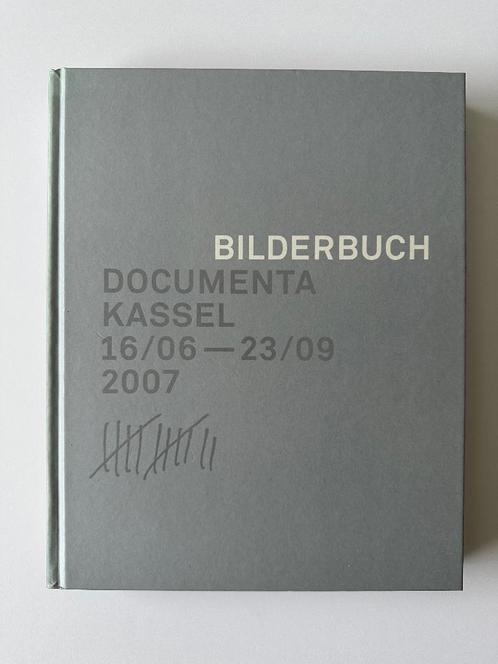 BILDERBUCH
DOCUMENTA
KASSEL
16/06—23/09
2007